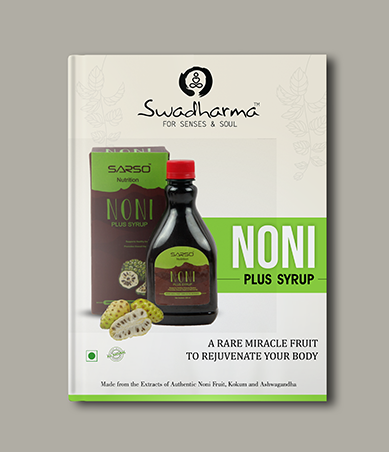 Swadharma™
FOR SENSES & SOUL
SARSO
Nutrition
NONI
PLUS SYRUP
SARSO
Nutrition
NONI
PLUS SYRUP
NONI
PLUS SYRUP
A RARE MIRACLE FRUIT
TO REJUVENATE YOUR BODY
Made from the Extracts of Authentic Noni Fruit, Kokum and Ashwagandha